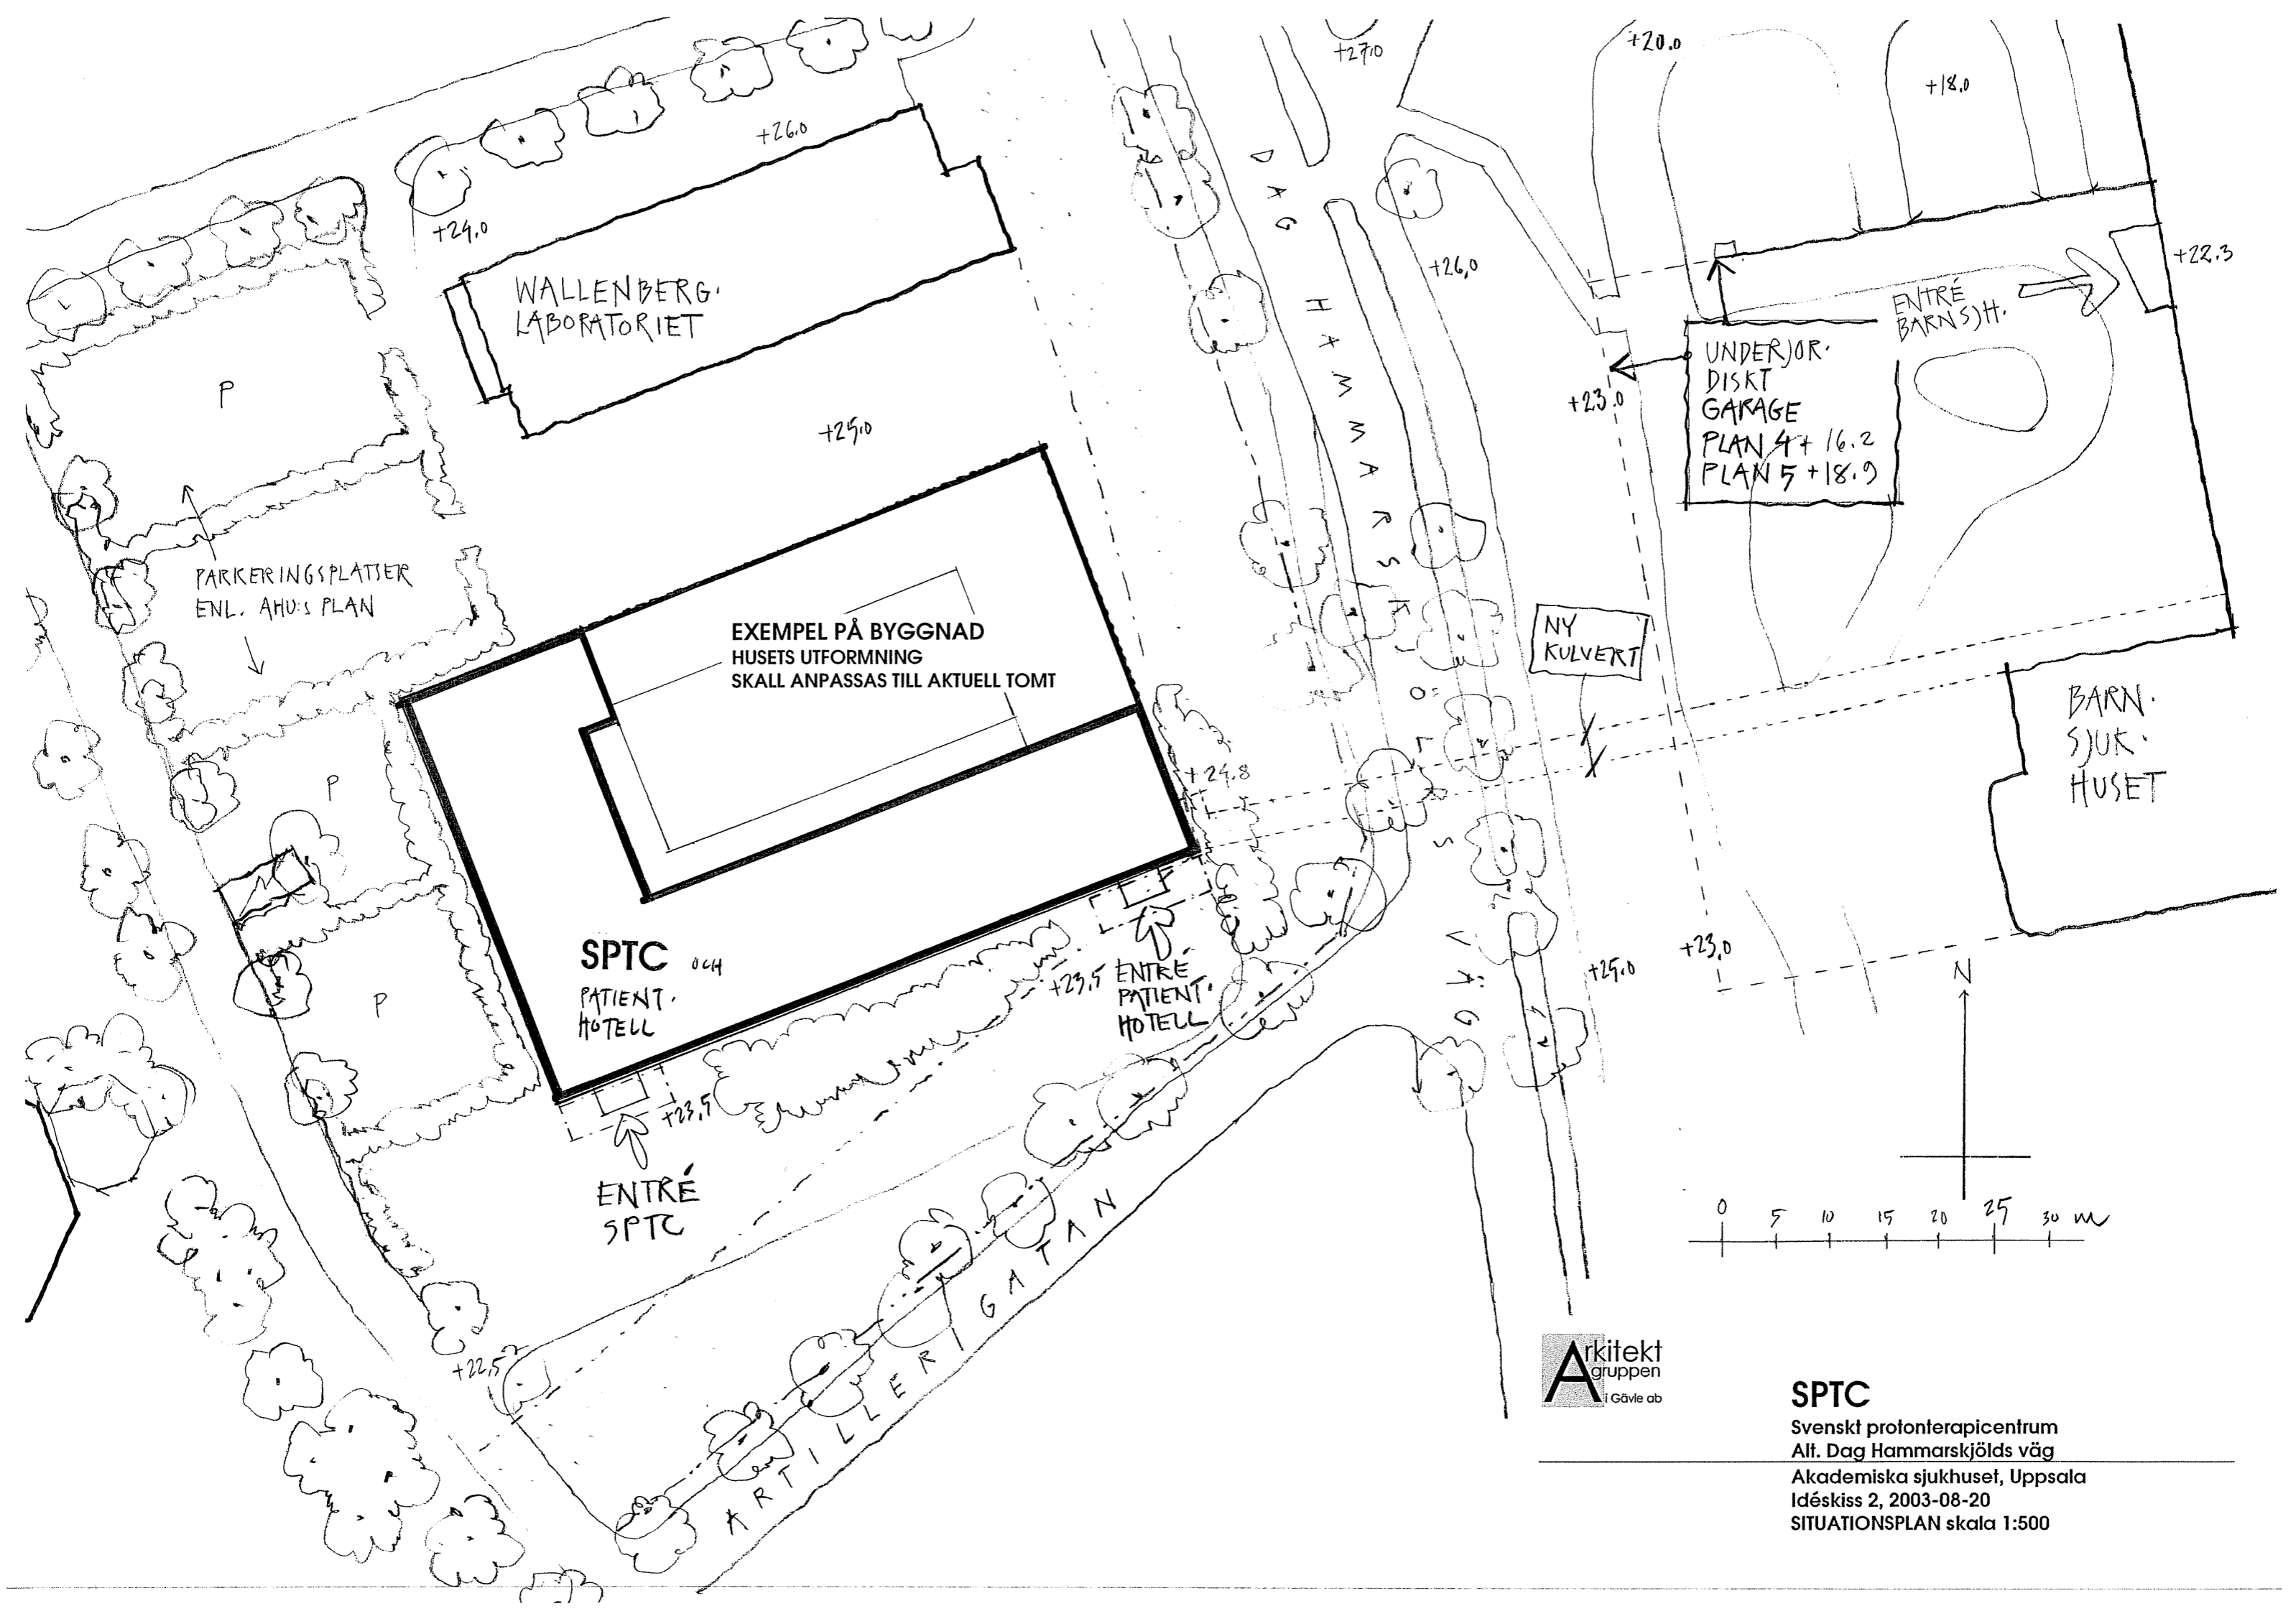 +27.0
+20.0
+18.0
+26.0
+24.0
WALLENBERG.
LABORATORIET
+26,0
+22.3
ENTRÉ
BARNSJH.
UNDERJOR.
DISKT
GARAGE
PLAN 4 + 16.2
PLAN 5 + 18.9
+23.0
P
+25.0
DAG HAMMARSKÖLDS VÄG
PARKERINGSPLATSER
ENL. AHU:s PLAN
EXEMPEL PÅ BYGGNAD
HUSETS UTFORMNING
SKALL ANPASSAS TILL AKTUELL TOMT
NY
KULVERT
BARN.
SJUK.
HUSET
P
+24.8
P
SPTC OCH
PATIENT.
HOTELL
+23,5
ENTRÉ
PATIENT.
HOTELL
+25.0
+23,0
N
+23,5
ENTRÉ
SPTC
ARTILLERIGATAN
+22,5
0 5 10 15 20 25 30 m
Arkitekt
gruppen
i Gävle ab
SPTC
Svenskt protonterapicentrum
Alt. Dag Hammarskjölds väg
Akademiska sjukhuset, Uppsala
Idéskiss 2, 2003-08-20
SITUATIONSPLAN skala 1:500